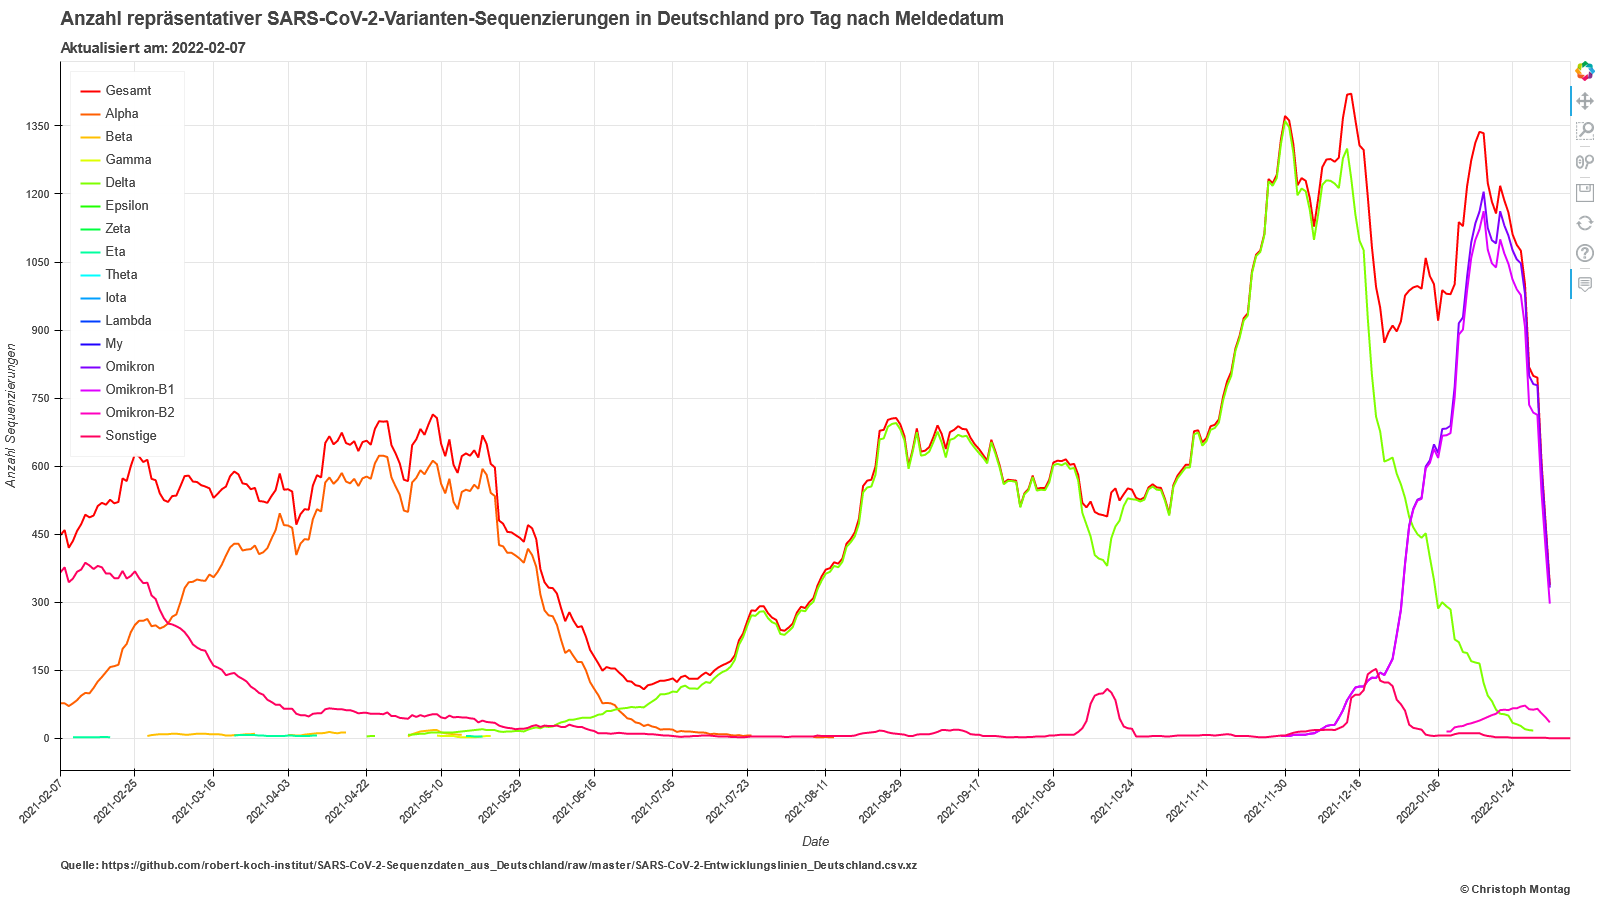 Anzahl repräsentativer SARS-CoV-2-Varianten-Sequenzierungen in Deutschland pro Tag nach Meldedatum
Aktualisiert am: 2022-02-07
Gesamt
Alpha
Beta
Gamma
Delta
Epsilon
Zeta
Eta
Theta
Iota
Lambda
My
Omikron
Omikron-B1
Omikron-B2
Sonstige
Anzahl Sequenzierungen
1350
1200
1050
900
750
600
450
300
150
0
2021-02-07
2021-02-25
2021-03-16
2021-04-03
2021-04-22
2021-05-10
2021-05-29
2021-06-16
2021-07-05
2021-07-23
2021-08-11
2021-08-29
2021-09-17
2021-10-05
2021-10-24
2021-11-11
2021-11-30
2021-12-18
2022-01-06
2022-01-24
Date
Quelle: https://github.com/robert-koch-institut/SARS-CoV-2-Sequenzdaten_aus_Deutschland/raw/master/SARS-CoV-2-Entwicklungslinien_Deutschland.csv.xz
© Christoph Montag